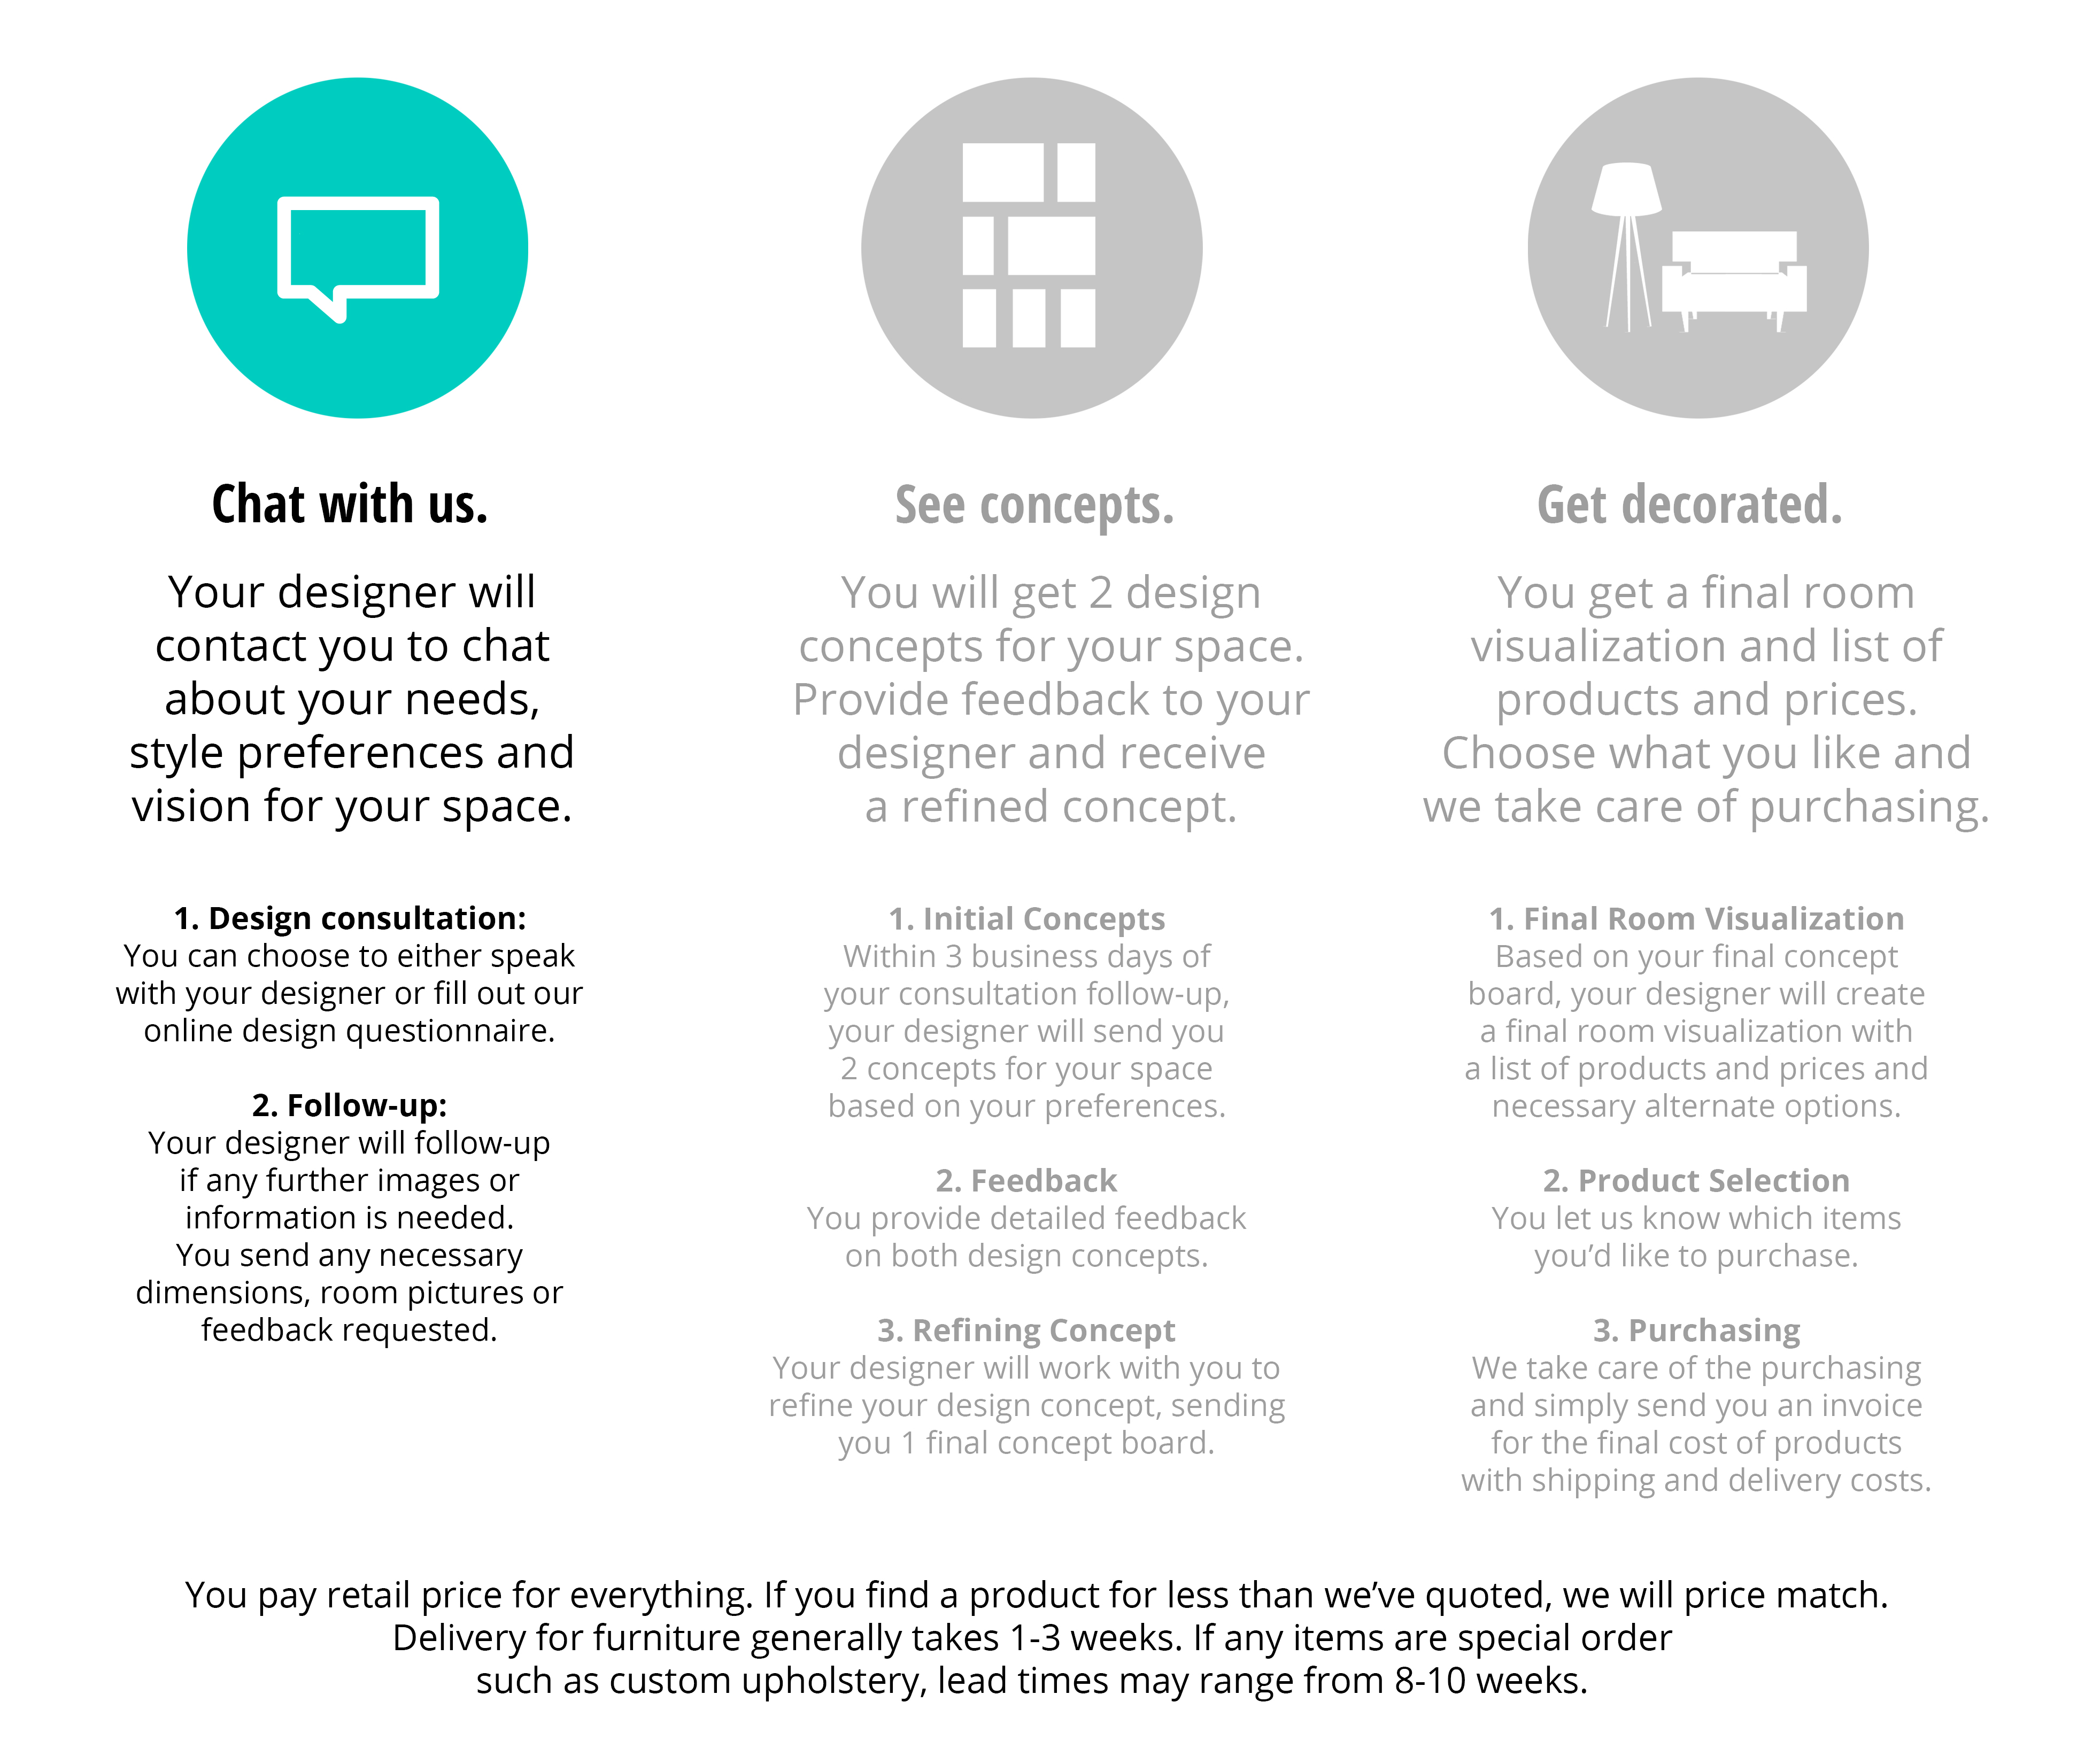 Chat with us.
Your designer will
contact you to chat
about your needs,
style preferences and
vision for your space.
1. Design consultation:
You can choose to either speak
with your designer or fill out our
online design questionnaire.
2. Follow-up:
Your designer will follow-up
if any further images or
information is needed.
You send any necessary
dimensions, room pictures or
feedback requested.
See concepts.
You will get 2 design
concepts for your space.
Provide feedback to your
designer and receive
a refined concept.
1. Initial Concepts
Within 3 business days of
your consultation follow-up,
your designer will send you
2 concepts for your space
based on your preferences.
2. Feedback
You provide detailed feedback
on both design concepts.
3. Refining Concept
Your designer will work with you to
refine your design concept, sending
you 1 final concept board.
Get decorated.
You get a final room
visualization and list of
products and prices.
Choose what you like and
we take care of purchasing.
1. Final Room Visualization
Based on your final concept
board, your designer will create
a final room visualization with
a list of products and prices and
necessary alternate options.
2. Product Selection
You let us know which items
you’d like to purchase.
3. Purchasing
We take care of the purchasing
and simply send you an invoice
for the final cost of products
with shipping and delivery costs.
You pay retail price for everything. If you find a product for less than we’ve quoted, we will price match.
Delivery for furniture generally takes 1-3 weeks. If any items are special order
such as custom upholstery, lead times may range from 8-10 weeks.